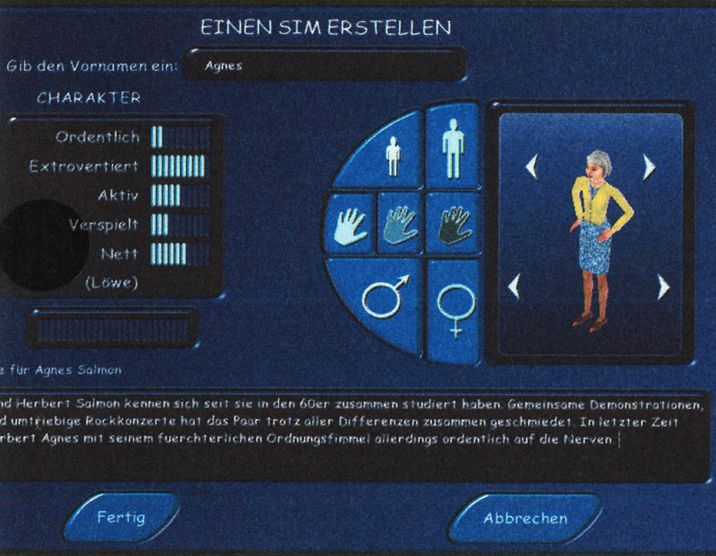 EINEN SIM ERSTELLEN
Gib den Vornamen ein: Agnes
CHARAKTER
Ordentlich
Extrovertiert
Aktiv
Verspielt
Nett
(Löwe)
für Agnes Salmon
Herbert Salmon kennen sich seit sie in den 60er zusammen studiert haben. Gemeinsame Demonstrationen,
umtriebige Rockkonzerte hat das Paar trotz aller Differenzen zusammen geschmiedet. In letzter Zeit
Agnes mit seinem fuerchterlichen Ordnungsfimmel allerdings ordentlich auf die Nerven.
Fertig
Abbrechen